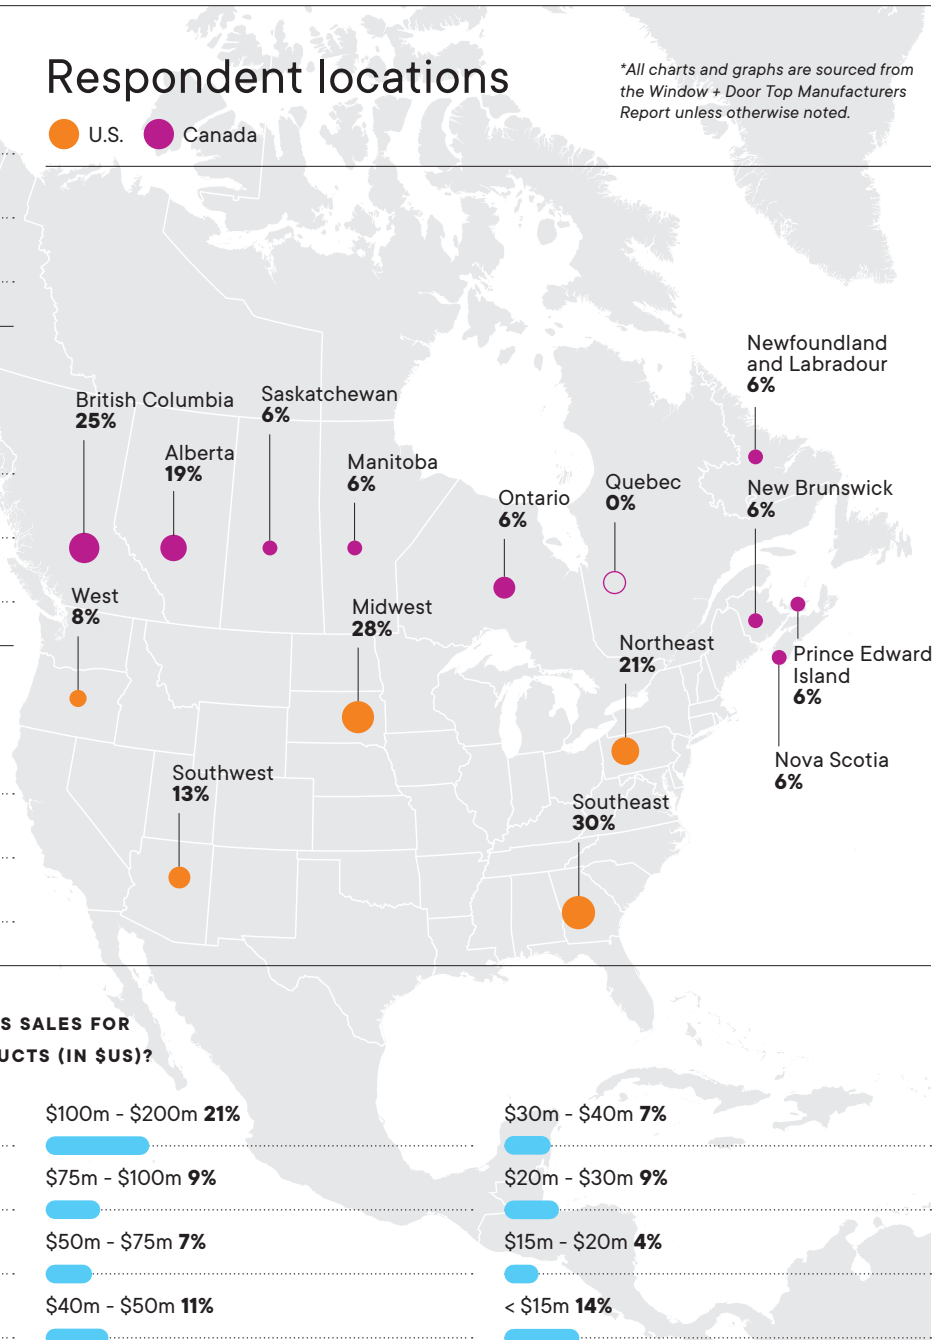 Respondent locations
*All charts and graphs are sourced from
the Window + Door Top Manufacturers
Report unless otherwise noted.
U.S. Canada
Newfoundland
and Labradour
6%
British Columbia
25%
Saskatchewan
6%
Alberta
19%
Manitoba
6%
Ontario
6%
Quebec
0%
New Brunswick
6%
West
8%
Midwest
28%
Northeast
21%
Prince Edward
Island
6%
Nova Scotia
6%
Southwest
13%
Southeast
30%
S SALES FOR
UCTS (IN $US)?
$100m - $200m 21%
$75m - $100m 9%
$50m - $75m 7%
$40m - $50m 11%
$30m - $40m 7%
$20m - $30m 9%
$15m - $20m 4%
< $15m 14%